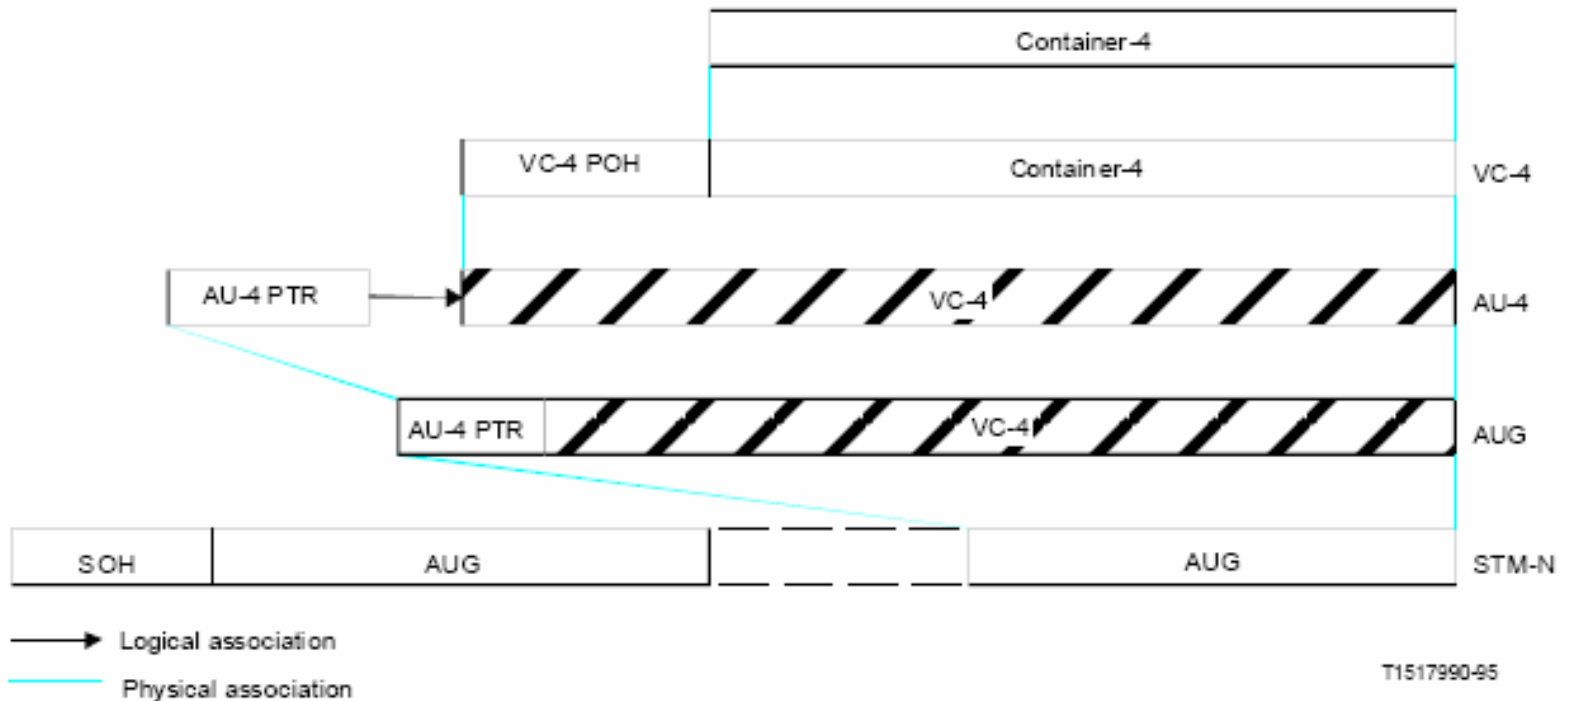 Container-4
VC-4 POH Container-4 VC-4
AU-4 PTR VC-4 AU-4
AU-4 PTR VC-4 AUG
SOH AUG AUG STM-N
Logical association
Physical association
T1517990-95